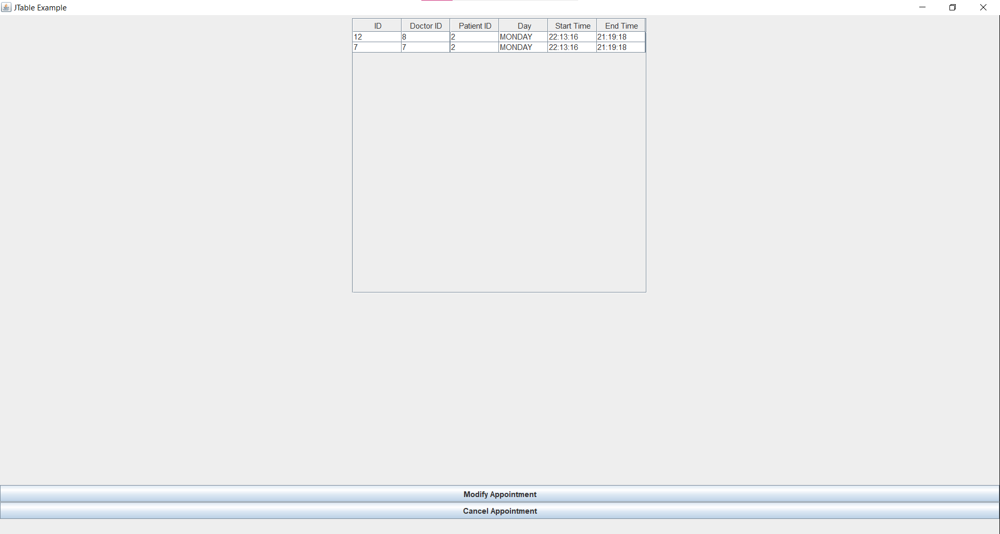 JTable Example
ID Doctor ID Patient ID Day Start Time End Time
12 8 2 MONDAY 22:13:16 21:19:18
7 7 2 MONDAY 22:13:16 21:19:18
Modify Appointment
Cancel Appointment